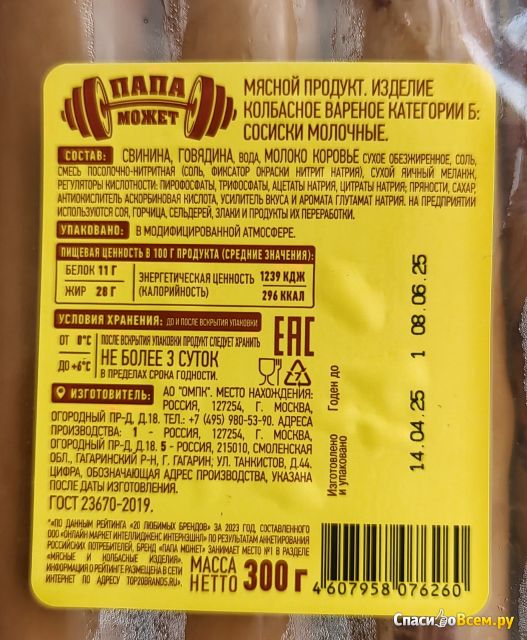 ПАПА
МОЖЕТ
МЯСНОЙ ПРОДУКТ. ИЗДЕЛИЕ
КОЛБАСНОЕ ВАРЕНОЕ КАТЕГОРИИ Б:
СОСИСКИ МОЛОЧНЫЕ.
СОСТАВ: СВИНИНА, ГОВЯДИНА, ВОДА, МОЛОКО КОРОВЬЕ СУХОЕ ОБЕЗЖИРЕННОЕ, СОЛЬ,
СМЕСЬ ПОСОЛОЧНО-НИТРИТНАЯ (СОЛЬ, ФИКСАТОР ОКРАСКИ НИТРИТ НАТРИЯ), СУХОЙ ЯИЧНЫЙ МЕЛАНЖ,
РЕГУЛЯТОРЫ КИСЛОТНОСТИ: ПИРОФОСФАТЫ, ТРИФОСФАТЫ, АЦЕТАТЫ НАТРИЯ, ЦИТРАТЫ НАТРИЯ; ПРЯНОСТИ, САХАР,
АНТИОКИСЛИТЕЛЬ АСКОРБИНОВАЯ КИСЛОТА, УСИЛИТЕЛЬ ВКУСА И АРОМАТА ГЛУТАМАТ НАТРИЯ. НА ПРЕДПРИЯТИИ
ИСПОЛЬЗУЮТСЯ СОЯ, ГОРЧИЦА, СЕЛЬДЕРЕЙ, ЗЛАКИ И ПРОДУКТЫ ИХ ПЕРЕРАБОТКИ.
УПАКОВАНО: В МОДИФИЦИРОВАННОЙ АТМОСФЕРЕ.
ПИЩЕВАЯ ЦЕННОСТЬ В 100 Г ПРОДУКТА (СРЕДНИЕ ЗНАЧЕНИЯ):
БЕЛОК 11 Г
ЖИР 28 Г
ЭНЕРГЕТИЧЕСКАЯ ЦЕННОСТЬ 1239 КДЖ
(КАЛОРИЙНОСТЬ) 296 ККАЛ
УСЛОВИЯ ХРАНЕНИЯ: ДО И ПОСЛЕ ВСКРЫТИЯ УПАКОВКИ
ОТ 0°С
ДО +6°С
ПОСЛЕ ВСКРЫТИЯ УПАКОВКИ ПРОДУКТ СЛЕДУЕТ ХРАНИТЬ
НЕ БОЛЕЕ 3 СУТОК
В ПРЕДЕЛАХ СРОКА ГОДНОСТИ.
ЕАС
7
ИЗГОТОВИТЕЛЬ: АО "ОМПК". МЕСТО НАХОЖДЕНИЯ:
РОССИЯ, 127254, Г. МОСКВА,
ОГОРОДНЫЙ ПР-Д, Д.18. ТЕЛ.: +7 (495) 980-53-90. АДРЕСА
ПРОИЗВОДСТВА: 1 - РОССИЯ, 127254, Г. МОСКВА,
ОГОРОДНЫЙ ПР-Д, Д.18. 5 - РОССИЯ, 215010, СМОЛЕНСКАЯ
ОБЛ., ГАГАРИНСКИЙ Р-Н, Г. ГАГАРИН; УЛ. ТАНКИСТОВ, Д.44.
ЦИФРА, ОБОЗНАЧАЮЩАЯ АДРЕС ПРОИЗВОДСТВА, УКАЗАНА
ПОСЛЕ ДАТЫ ИЗГОТОВЛЕНИЯ.
ГОСТ 23670-2019.
Изготовлено
и упаковано
Годен до
14.04.25 1 08.06.25
*«ПО ДАННЫМ РЕЙТИНГА «20 ЛЮБИМЫХ БРЕНДОВ» ЗА 2023 ГОД, СОСТАВЛЕННОГО
ООО «ОНЛАЙН МАРКЕТ ИНТЕЛЛИДЖЕНС ИНТЕРНЭШНЛ» ПО РЕЗУЛЬТАТАМ АНКЕТИРОВАНИЯ
РОССИЙСКИХ ПОТРЕБИТЕЛЕЙ, БРЕНД «ПАПА МОЖЕТ» ЗАНИМАЕТ МЕСТО №1 В РАЗДЕЛЕ
«МЯСНЫЕ И КОЛБАСНЫЕ ИЗДЕЛИЯ».
ИНФОРМАЦИЯ О РЕЙТИНГЕ РАЗМЕЩЕНА В СЕТИ
ИНТЕРНЕТ ПО АДРЕСУ TOP20BRANDS.RU».
МАССА
НЕТТО 300 г
4 607958 076260
СпасибоВсем.ру